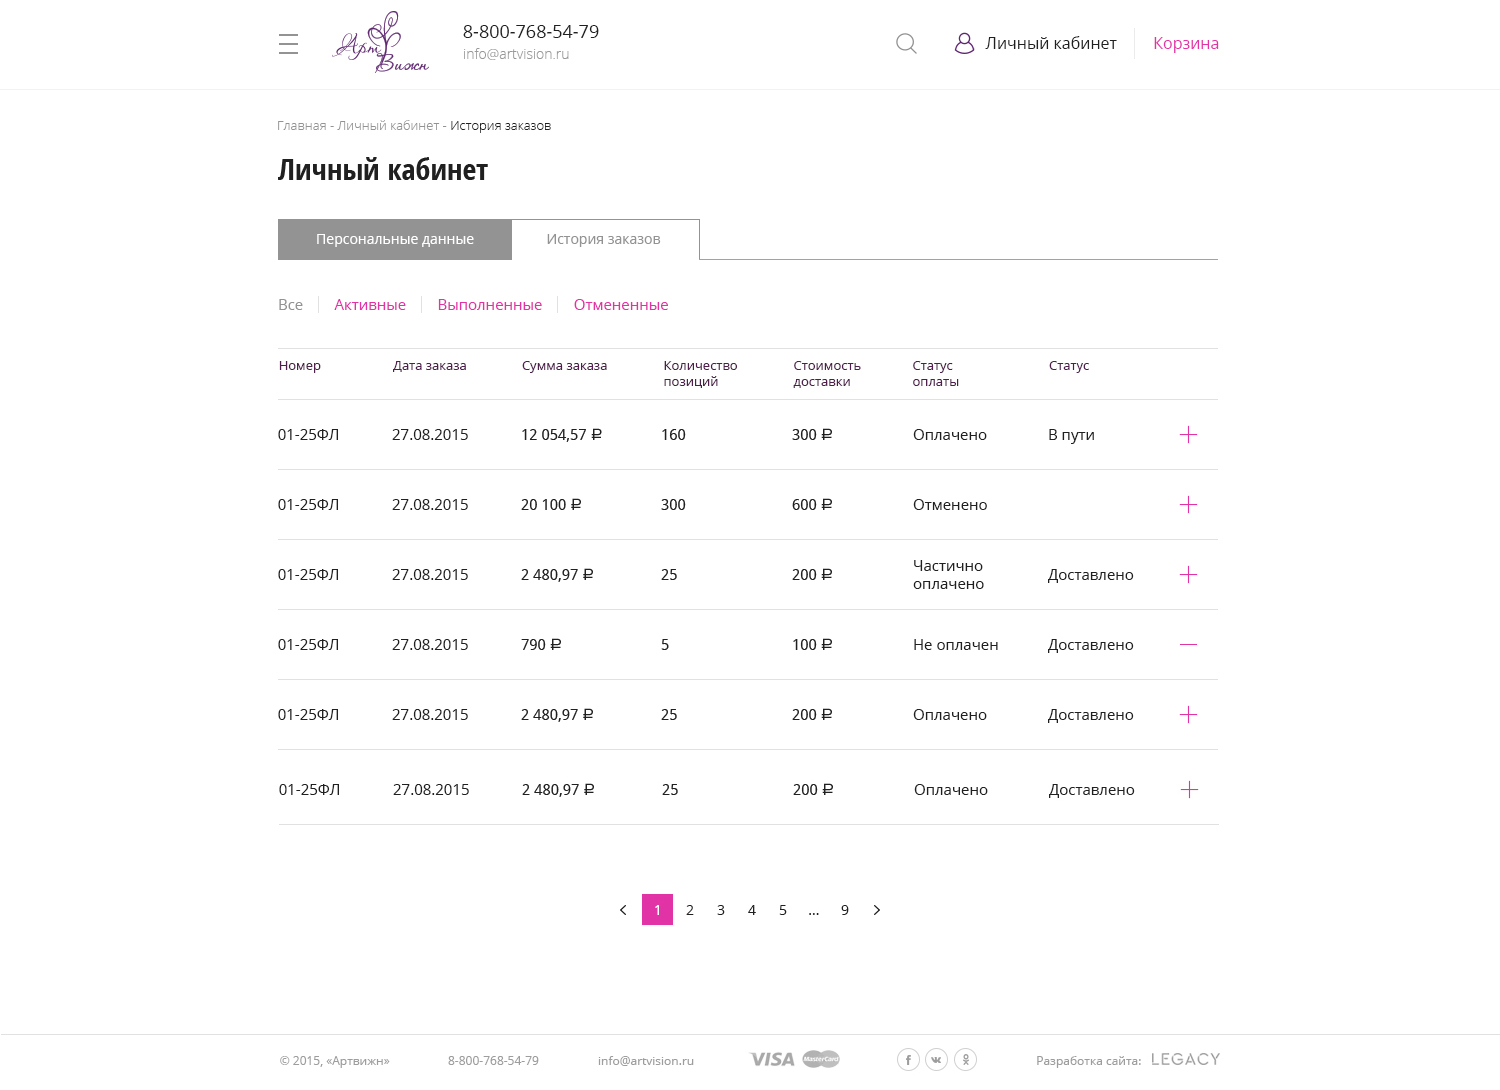 Арт
Вижн
8-800-768-54-79
info@artvision.ru
Личный кабинет
Корзина
Главная - Личный кабинет - История заказов
Личный кабинет
Персональные данные
История заказов
Все
Активные
Выполненные
Отмененные
Номер
Дата заказа
Сумма заказа
Количество
позиций
Стоимость
доставки
Статус
оплаты
Статус
01-25ФЛ 27.08.2015 12 054,57 ₽ 160 300 ₽ Оплачено В пути
01-25ФЛ 27.08.2015 20 100 ₽ 300 600 ₽ Отменено
01-25ФЛ 27.08.2015 2 480,97 ₽ 25 200 ₽ Частично
оплачено
Доставлено
01-25ФЛ 27.08.2015 790 ₽ 5 100 ₽ Не оплачен Доставлено
01-25ФЛ 27.08.2015 2 480,97 ₽ 25 200 ₽ Оплачено Доставлено
01-25ФЛ 27.08.2015 2 480,97 ₽ 25 200 ₽ Оплачено Доставлено
1 2 3 4 5 ... 9
© 2015, «Артвижн» 8-800-768-54-79 info@artvision.ru VISA MasterCard Разработка сайта: LEGACY